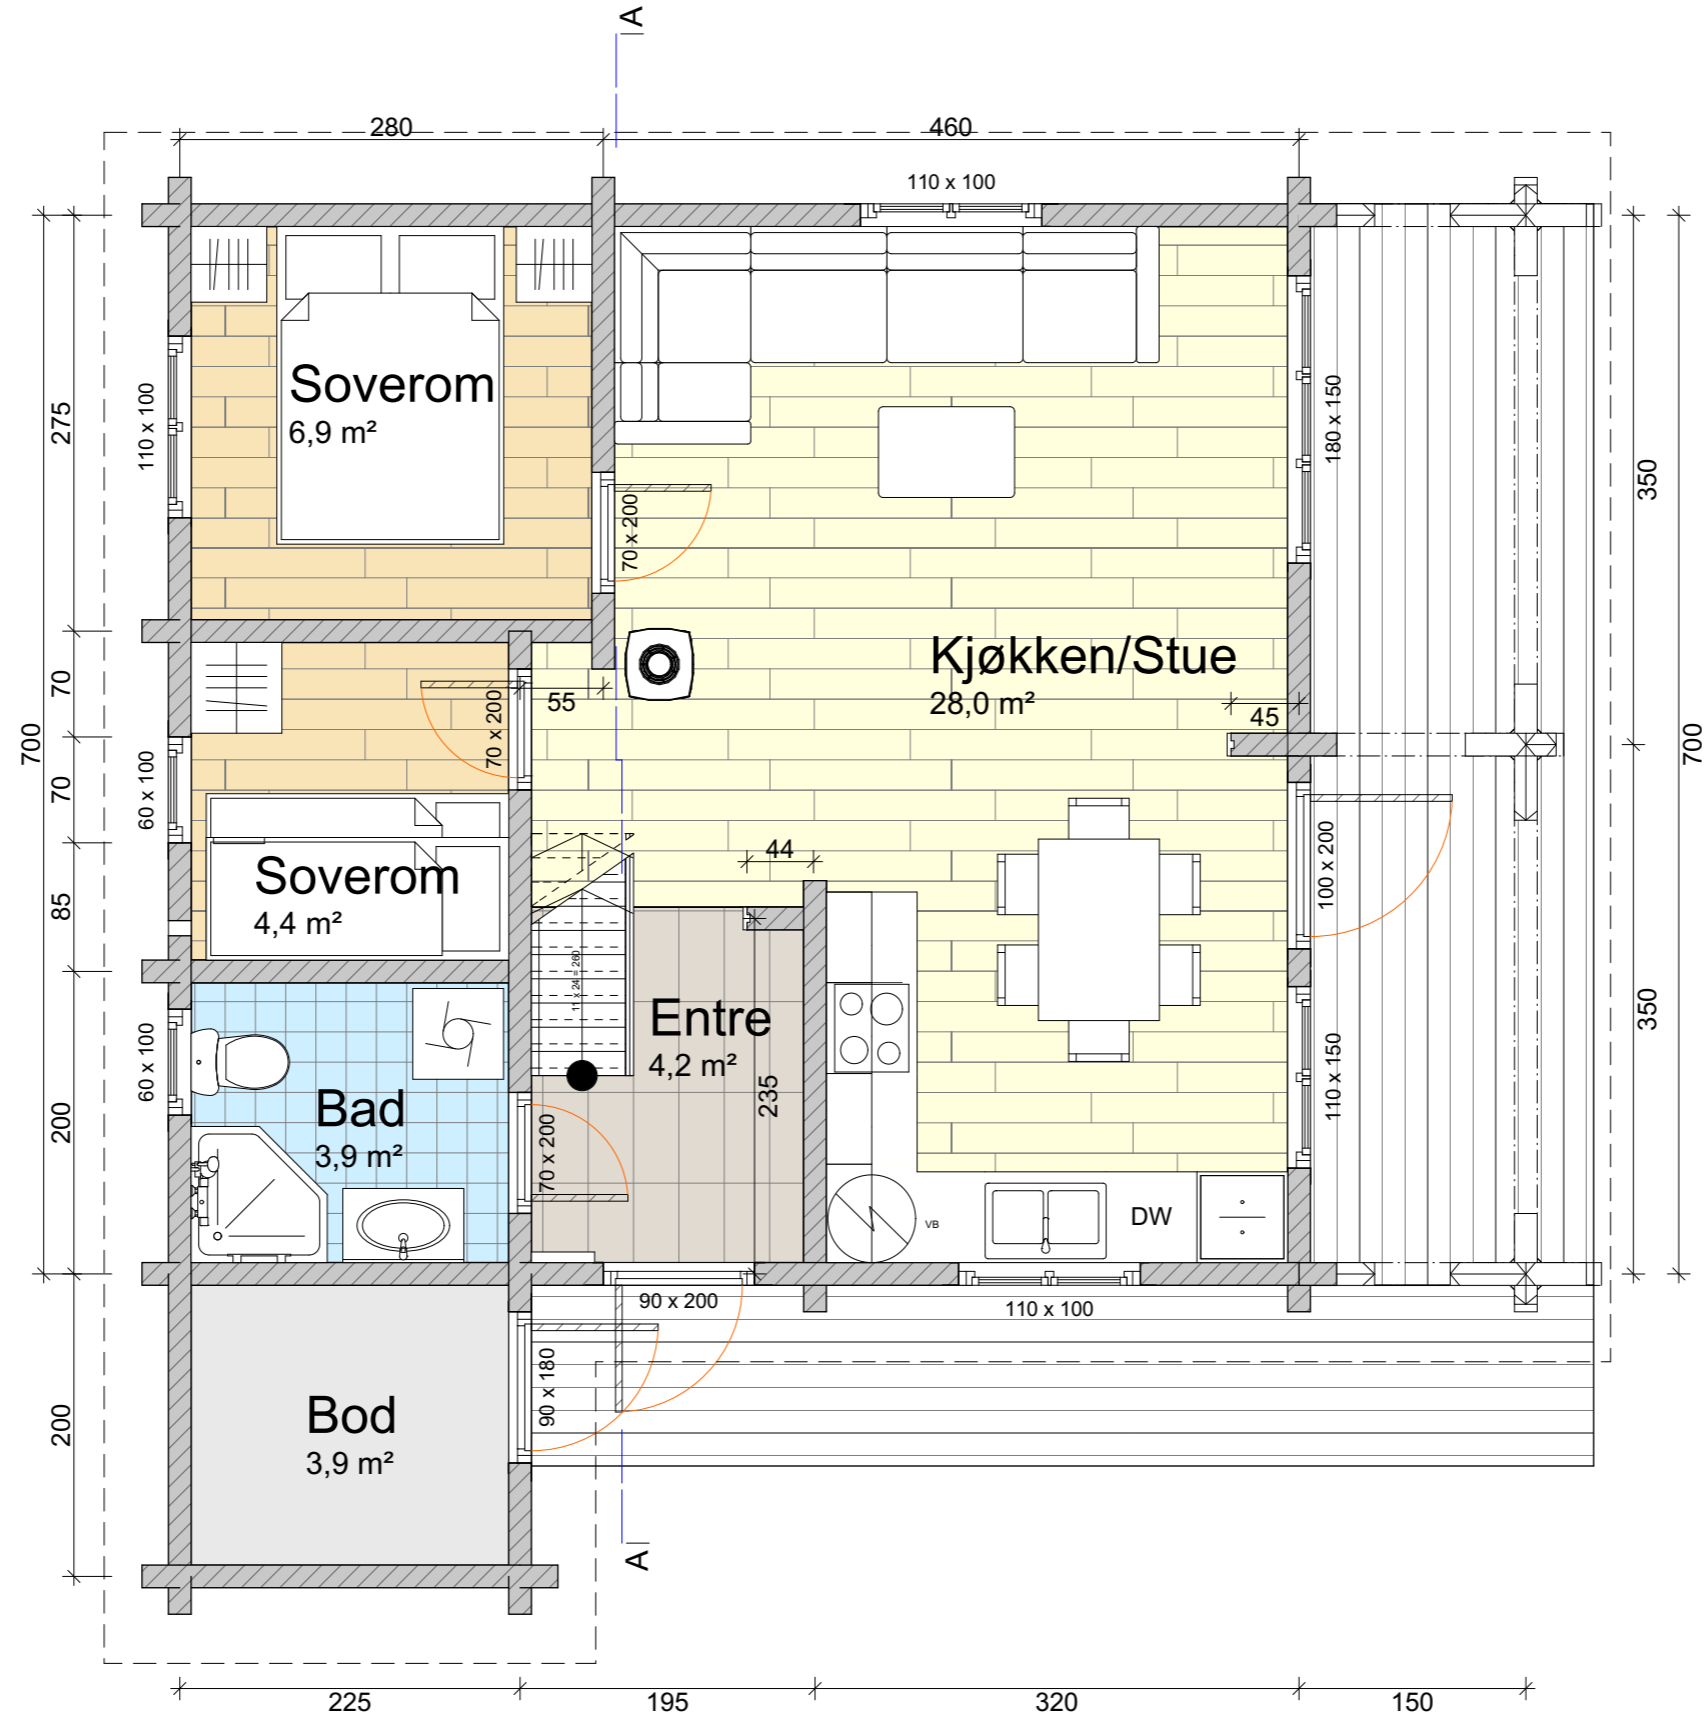 A
280
460
110 x 100
Soverom
6,9 m²
110 x 100
275
180 x 150
350
70 x 200
Kjøkken/Stue
28,0 m²
70
55
45
70 x 200
700
700
70
60 x 100
44
100 x 200
Soverom
4,4 m²
85
11 x 24 = 260
Entre
4,2 m²
350
60 x 100
235
110 x 150
Bad
3,9 m²
200
70 x 200
DW
VB
90 x 200
110 x 100
90 x 180
Bod
3,9 m²
200
A
225
195
320
150